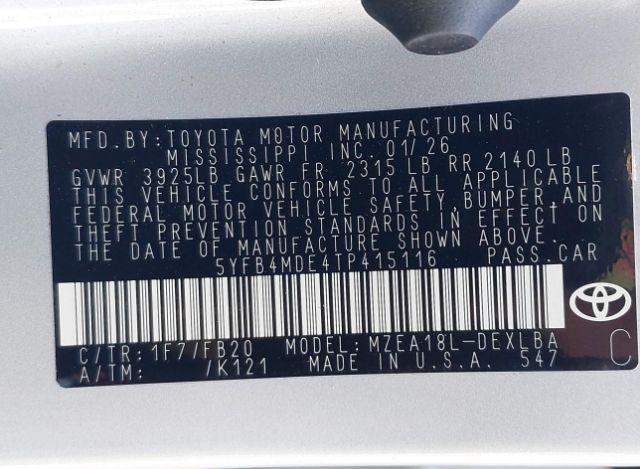 MFD. BY: TOYOTA MOTOR MANUFACTURING
MISSISSIPPI INC 01/26
GVWR 3925LB GAWR FR 2315 LB RR 2140 LB
THIS VEHICLE CONFORMS TO ALL APPLICABLE
FEDERAL MOTOR VEHICLE SAFETY, BUMPER, AND
THEFT PREVENTION STANDARDS IN EFFECT ON
THE DATE OF MANUFACTURE SHOWN ABOVE.
5YFB4MDE4TP415116 PASS. CAR
C/TR: 1F7/FB20 MODEL: MZEA18L-DEXLBA
A/TM: /K121 MADE IN U.S.A. 547
C